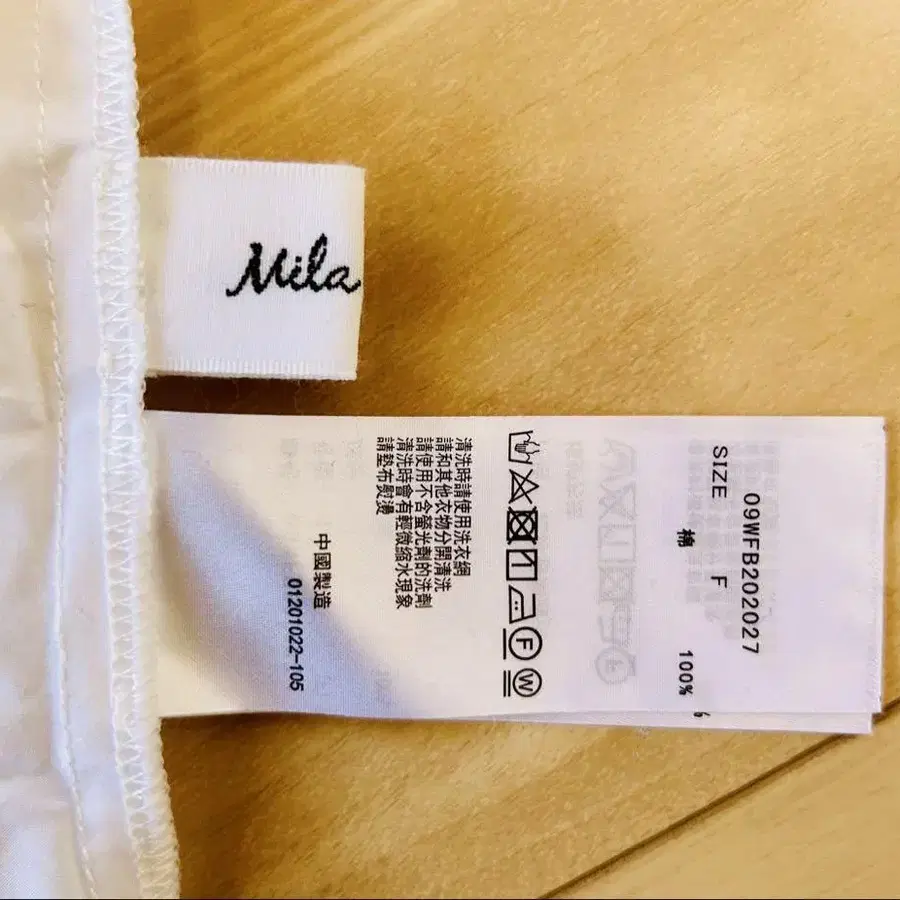 Mila
09WFB202027
SIZE F
棉 100%
F
W
清洗時請使用洗衣網
請和其他衣物分開清洗
請使用不含螢光劑的洗劑
清洗時會有輕微縮水現象
請墊布熨燙
中國製造
01201022-105